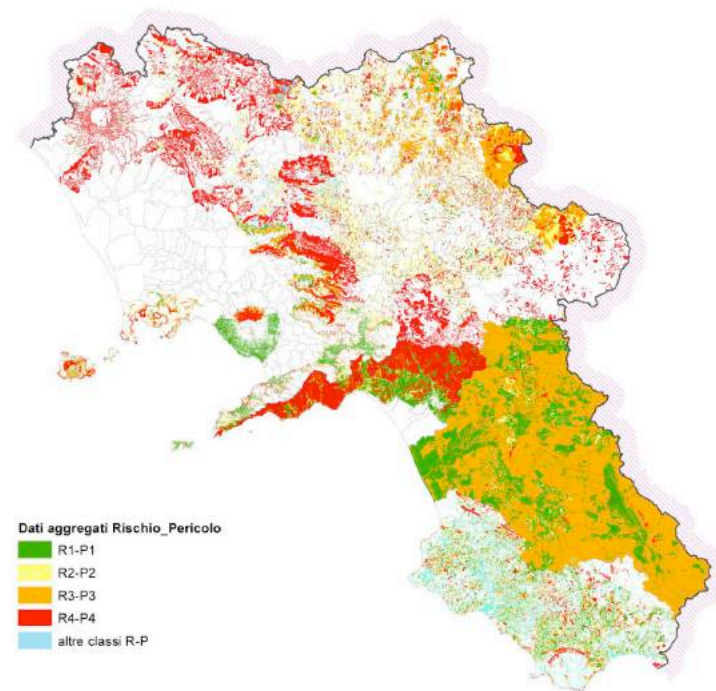 Dati aggregati Rischio_Pericolo
R1-P1
R2-P2
R3-P3
R4-P4
altre classi R-P